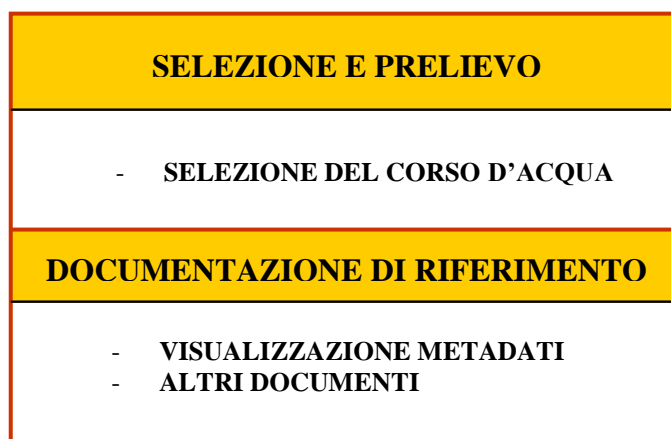 SELEZIONE E PRELIEVO
- SELEZIONE DEL CORSO D’ACQUA
DOCUMENTAZIONE DI RIFERIMENTO
- VISUALIZZAZIONE METADATI
- ALTRI DOCUMENTI